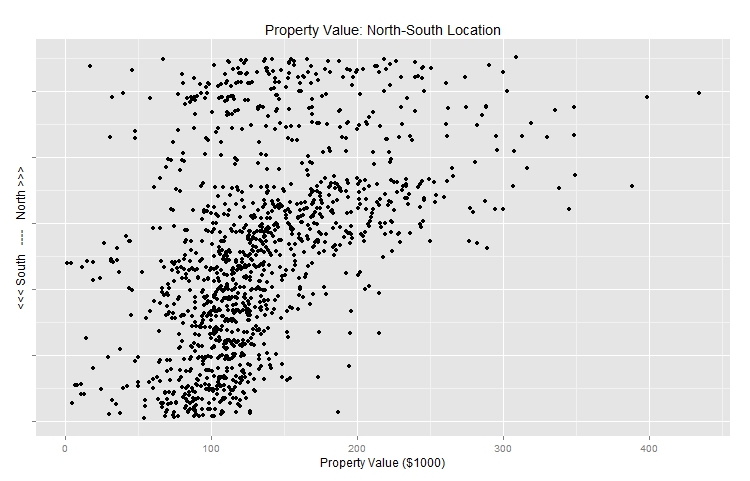 Property Value: North-South Location
<<< South --- North >>>
0 100 200 300 400
Property Value ($1000)